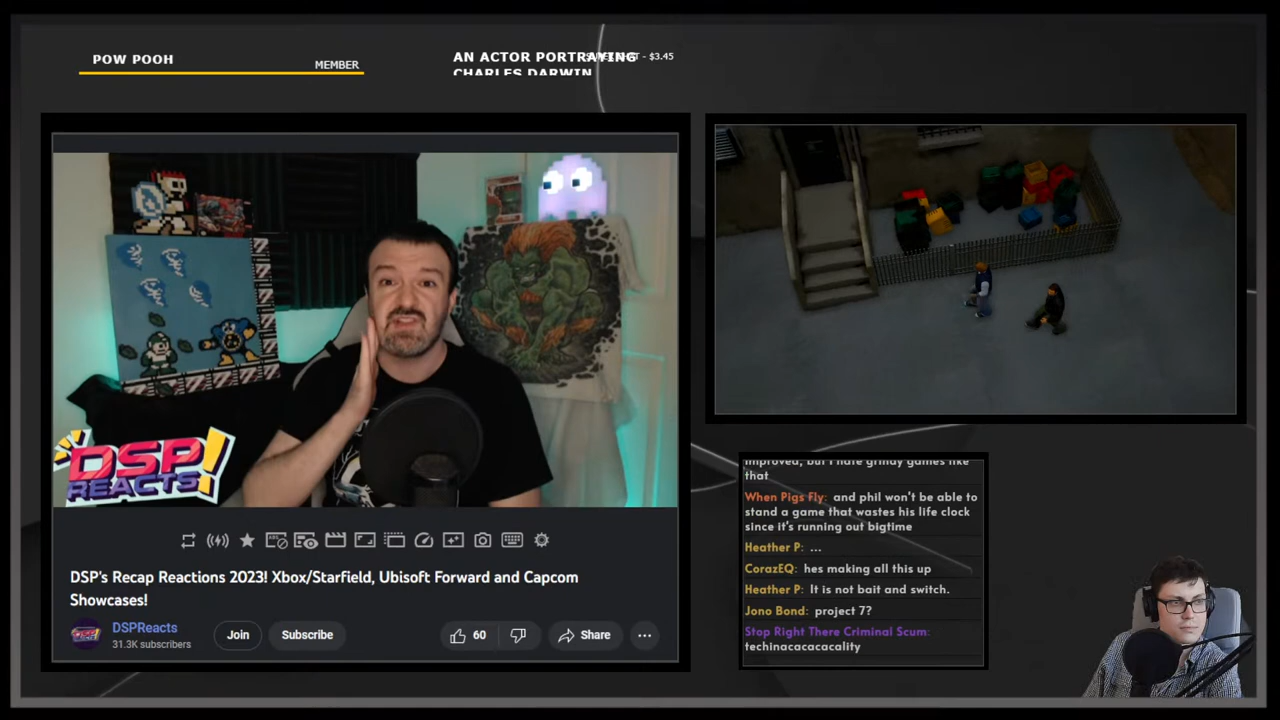 POW POOH
MEMBER
AN ACTOR PORTRAYING
- $3.45
CHARLES DARWIN
DSP!
REACTS
DSP's Recap Reactions 2023! Xbox/Starfield, Ubisoft Forward and Capcom
Showcases!
DSPReacts
31.3K subscribers
Join
Subscribe
60
Share
improved, but I hate grindy games like
that
When Pigs Fly: and phil won't be able to
stand a game that wastes his life clock
since it's running out bigtime
Heather P: ...
CorazEQ: hes making all this up
Heather P: It is not bait and switch.
Jono Bond: project 7?
Stop Right There Criminal Scum:
techinacacacacality